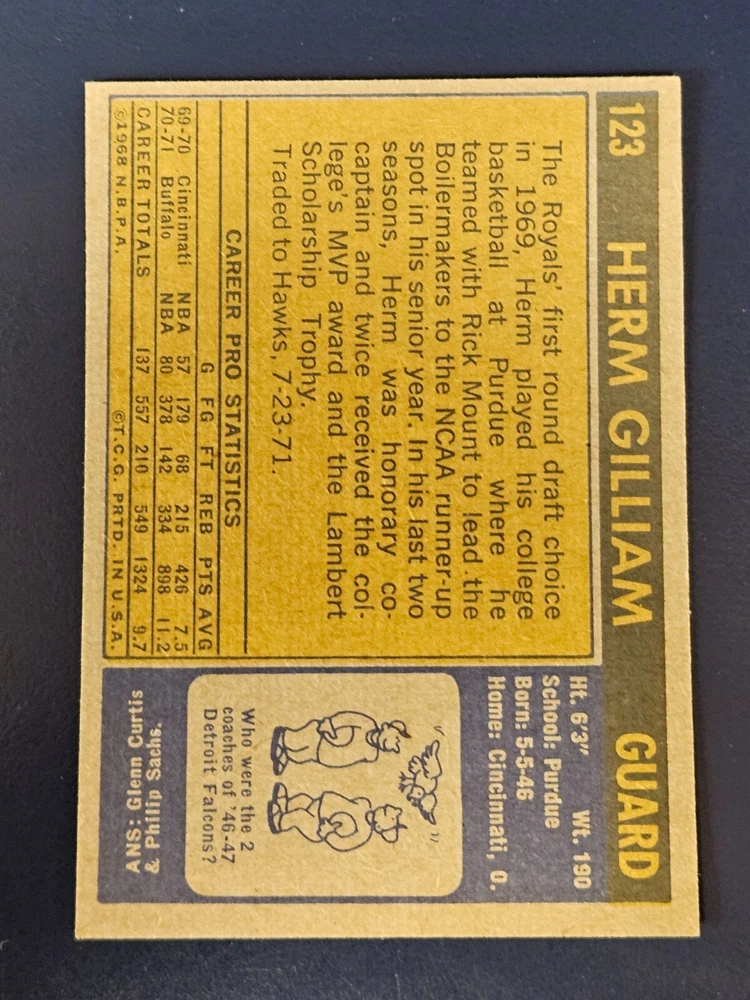 123 HERM GILLIAM GUARD
The Royals' first round draft choice
in 1969, Herm played his college
basketball at Purdue where he
teamed with Rick Mount to lead the
Boilermakers to the NCAA runner-up
spot in his senior year. In his last two
seasons, Herm was honorary co-
captain and twice received the col-
lege's MVP award and the Lambert
Scholarship Trophy.
Traded to Hawks, 7-23-71.
CAREER PRO STATISTICS
G FG FT REB PTS AVG
69-70 Cincinnati NBA 57 179 68 215 426 7.5
70-71 Buffalo NBA 80 378 142 334 898 11.2
CAREER TOTALS 137 557 210 549 1324 9.7
©1968 N.B.P.A. ©T.C.G. PRTD. IN U.S.A.
Ht. 6'3" Wt. 190
School: Purdue
Born: 5-5-46
Home: Cincinnati, O.
Who were the 2
coaches of '46-47
Detroit Falcons?
ANS: Glenn Curtis
& Philip Sachs.